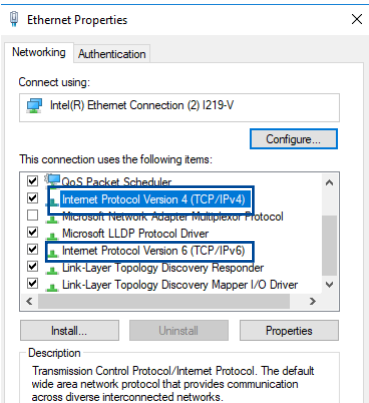 Ethernet Properties
Networking
Authentication
Connect using:
Intel(R) Ethernet Connection (2) I219-V
Configure...
This connection uses the following items:
QoS Packet Scheduler
Internet Protocol Version 4 (TCP/IPv4)
Microsoft Network Adapter Multiplexor Protocol
Microsoft LLDP Protocol Driver
Internet Protocol Version 6 (TCP/IPv6)
Link-Layer Topology Discovery Responder
Link-Layer Topology Discovery Mapper I/O Driver
Install...
Uninstall
Properties
Description
Transmission Control Protocol/Internet Protocol. The default
wide area network protocol that provides communication
across diverse interconnected networks.